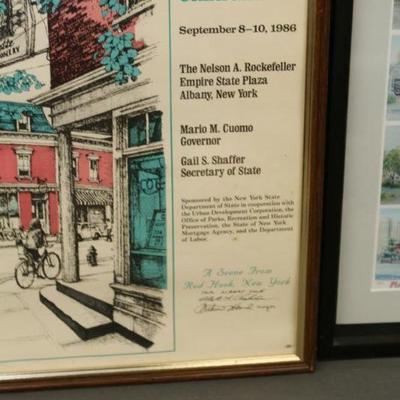 September 8–10, 1986
The Nelson A. Rockefeller
Empire State Plaza
Albany, New York
Mario M. Cuomo
Governor
Gail S. Shaffer
Secretary of State
Sponsored by the New York State
Department of State in cooperation with
the Urban Development Corporation, the
Office of Parks, Recreation and Historic
Preservation, the State of New York
Mortgage Agency, and the Department
of Labor.
A Scene From
Red Hook, New York